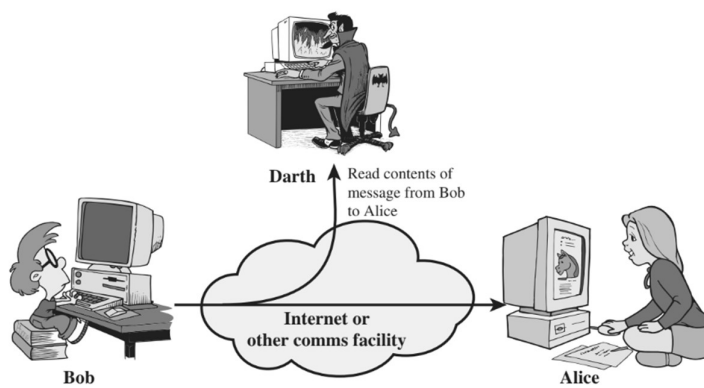 Darth
Read contents of
message from Bob
to Alice
Internet or
other comms facility
Bob
Alice